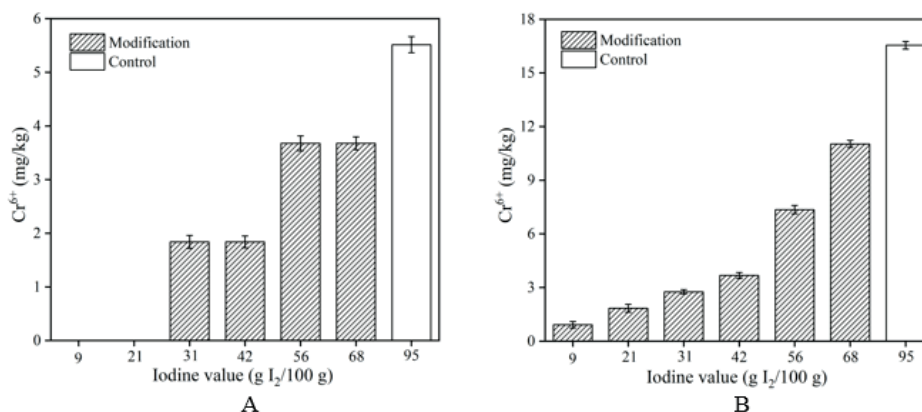 6
5
4
3
2
1
0
Cr⁶⁺ (mg/kg)
Modification
Control
9 21 31 42 56 68 95
Iodine value (g I₂/100 g)
A
18
15
12
9
6
3
0
Cr⁶⁺ (mg/kg)
Modification
Control
9 21 31 42 56 68 95
Iodine value (g I₂/100 g)
B